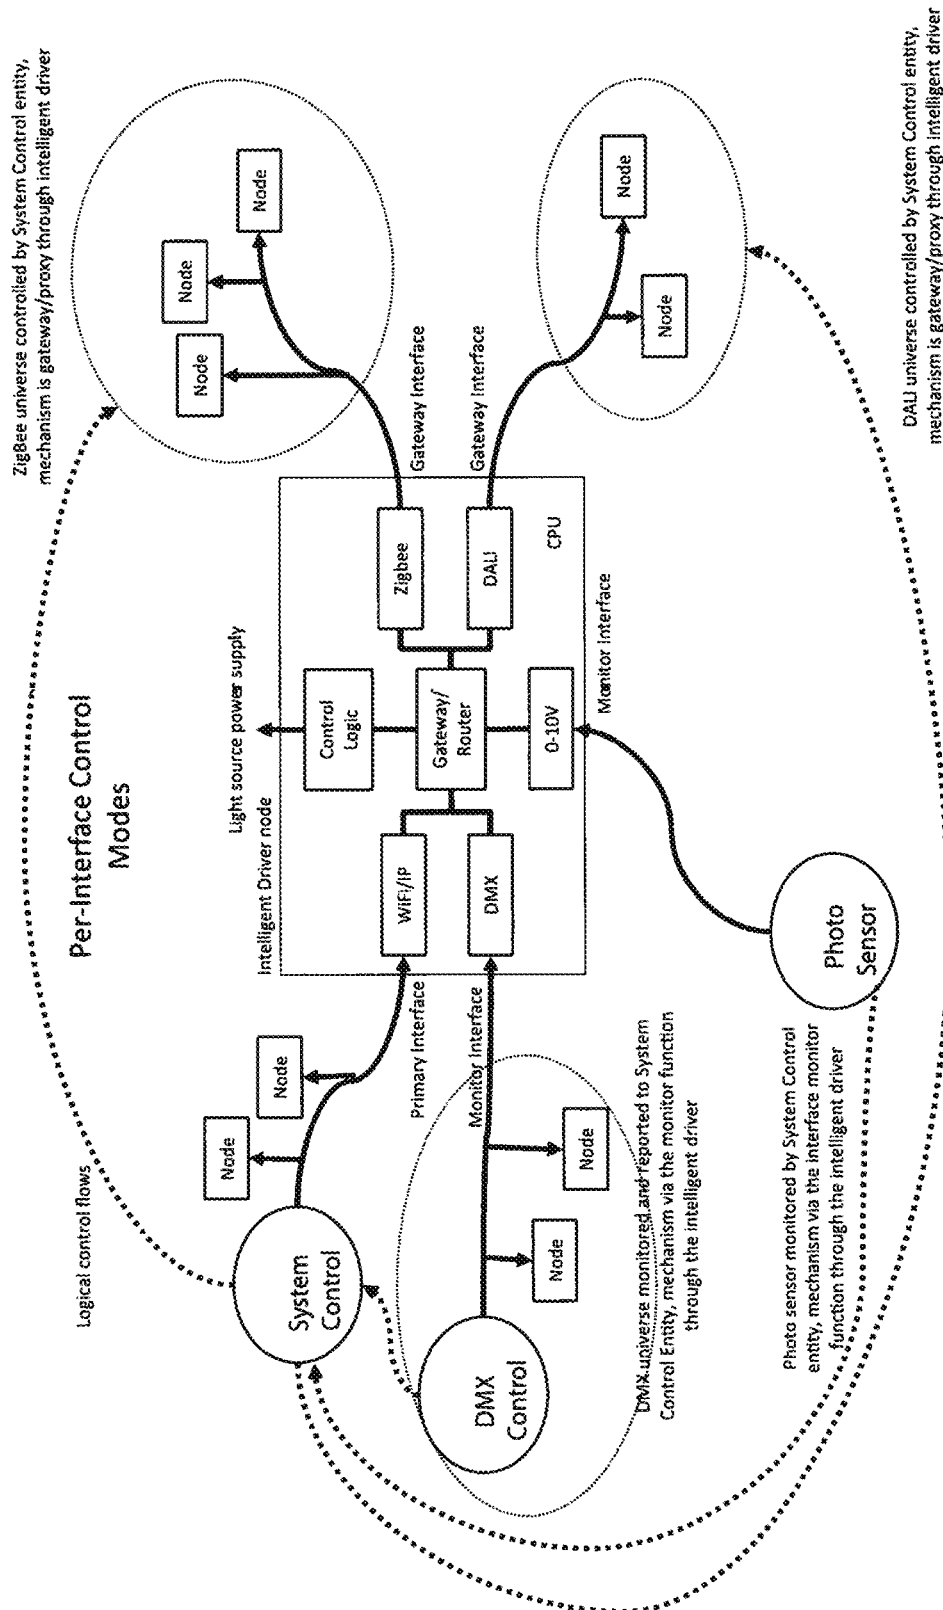 Per-Interface Control
Modes
Logical control flows
ZigBee universe controlled by System Control entity,
mechanism is gateway/proxy through intelligent driver
Node
Node
Node
Node
Node
System
Control
Primary Interface
Intelligent Driver node
Light source power supply
WiFi/IP
Control
Logic
Zigbee
Gateway Interface
Gateway/
Router
DMX
0-10V
DALI
CPU
Gateway Interface
Monitor Interface
Monitor Interface
DMX
Control
Node
Node
Node
Node
DMX universe monitored and reported to System
Control Entity, mechanism via the monitor function
through the intelligent driver
Photo
Sensor
Photo sensor monitored by System Control
entity, mechanism via the interface monitor
function through the intelligent driver
DALI universe controlled by System Control entity,
mechanism is gateway/proxy through intelligent driver